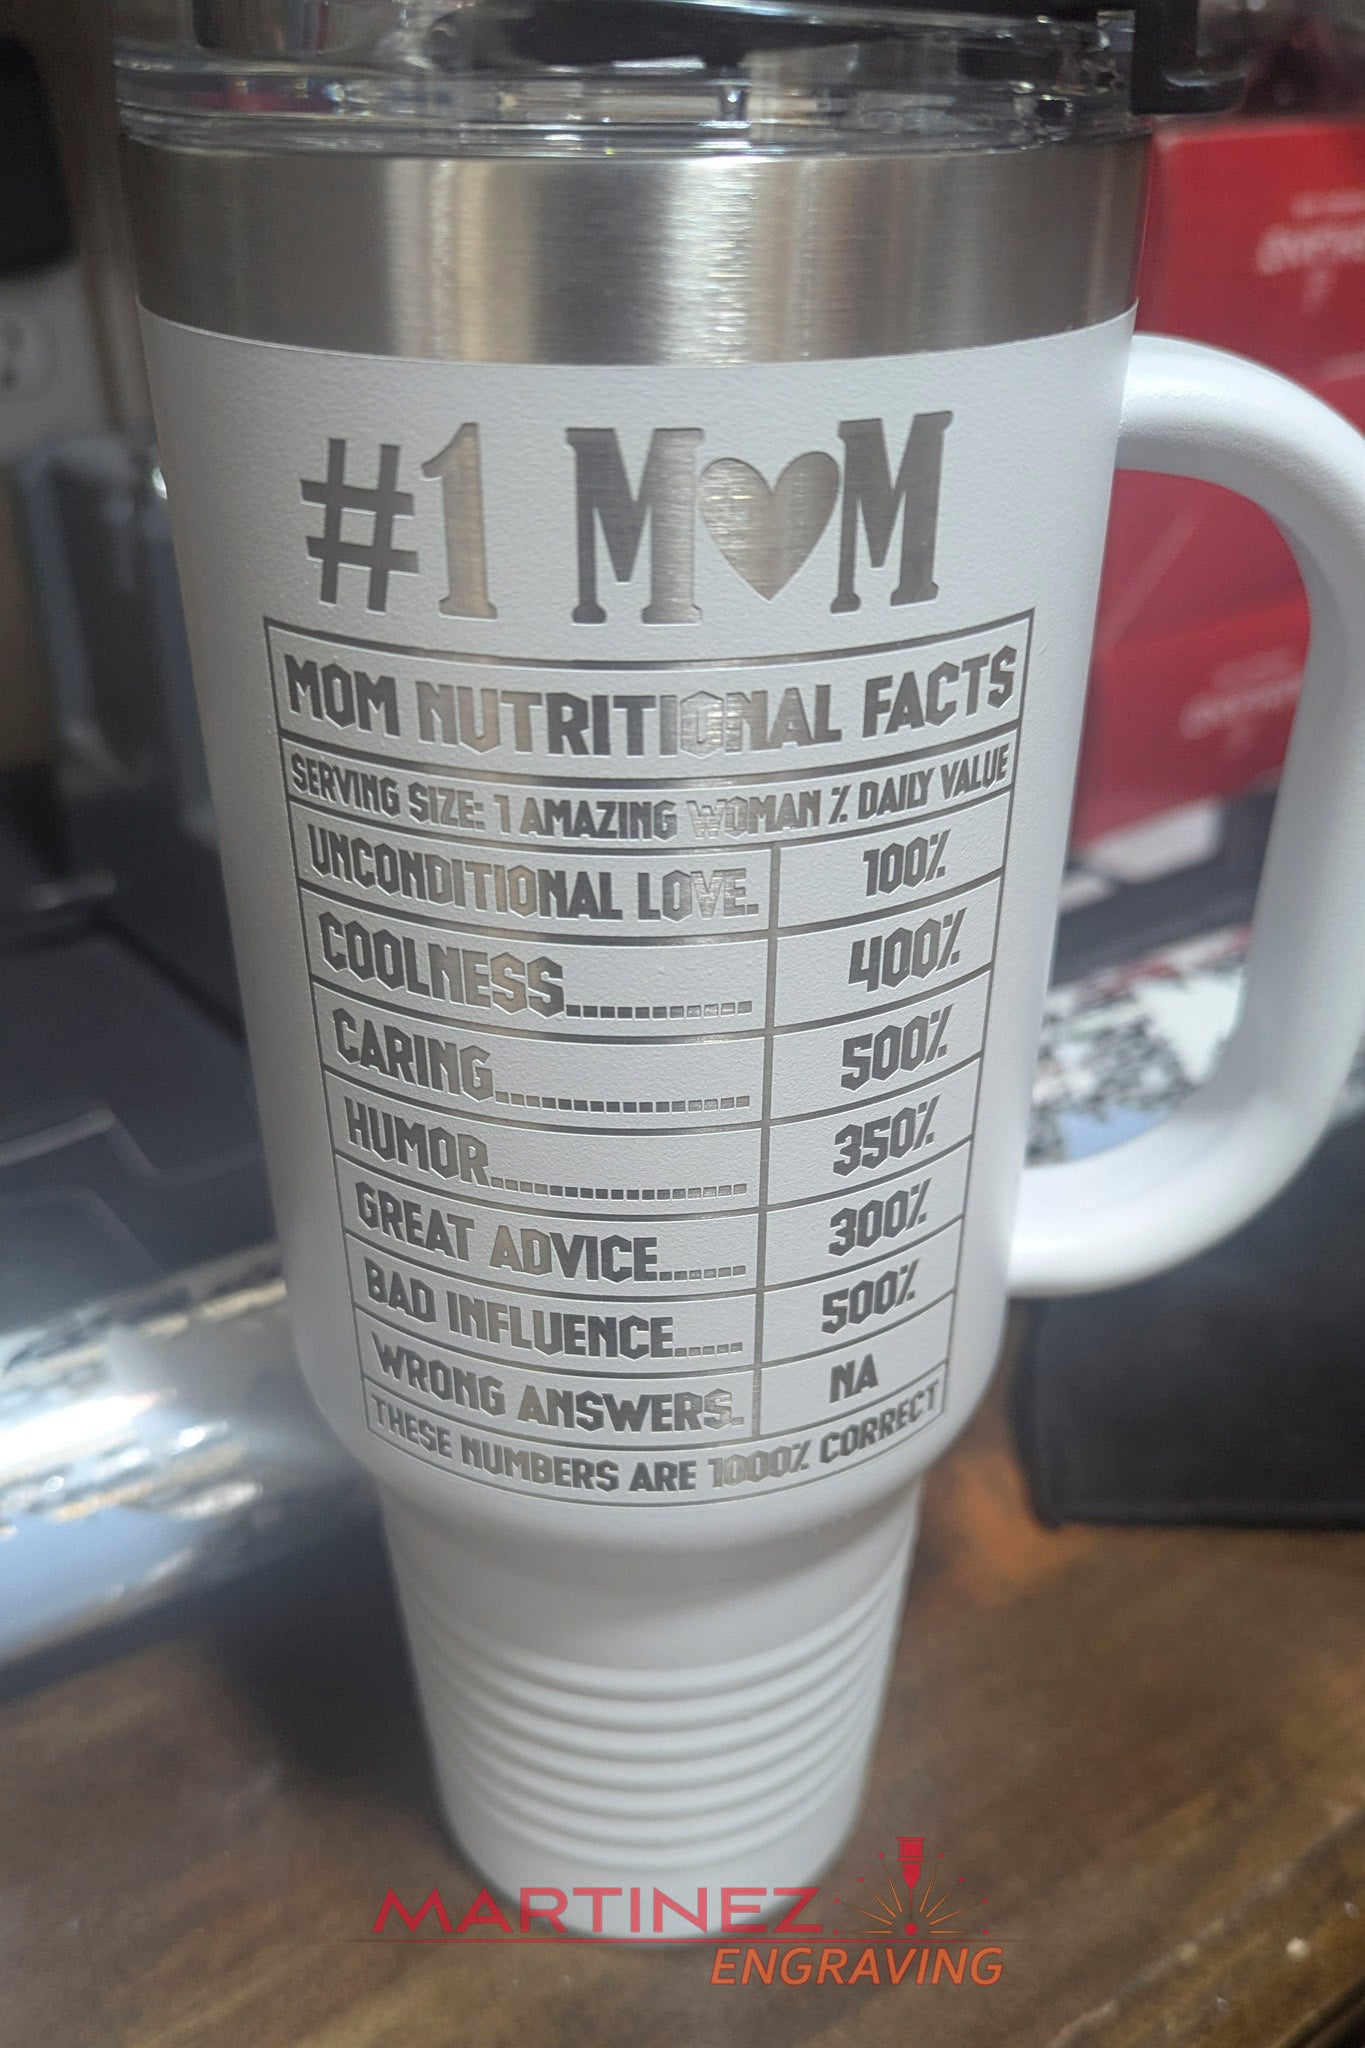 #1 M♥M
MOM NUTRITIONAL FACTS
SERVING SIZE: 1 AMAZING WOMAN % DAILY VALUE
UNCONDITIONAL LOVE. 100%
COOLNESS............ 400%
CARING................ 500%
HUMOR................ 350%
GREAT ADVICE...... 300%
BAD INFLUENCE..... 500%
WRONG ANSWERS. NA
THESE NUMBERS ARE 1000% CORRECT
MARTINEZ
ENGRAVING